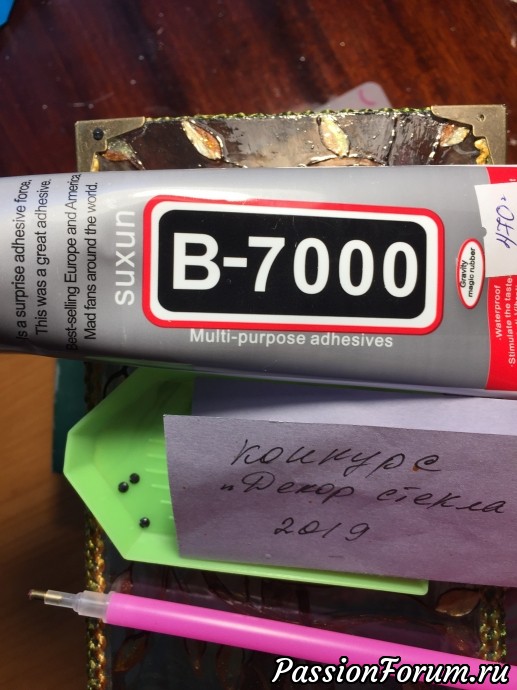 's a surprise adhesive force,
This was a great adhesive.
Best-selling Europe and America
Mad fans around the world.
suxun
B-7000
Multi-purpose adhesives
Gravity
magic rubber
470=
·Waterproof
·Stimulate the taste
конкурс
"Декор стекла
2019
PassionForum.ru